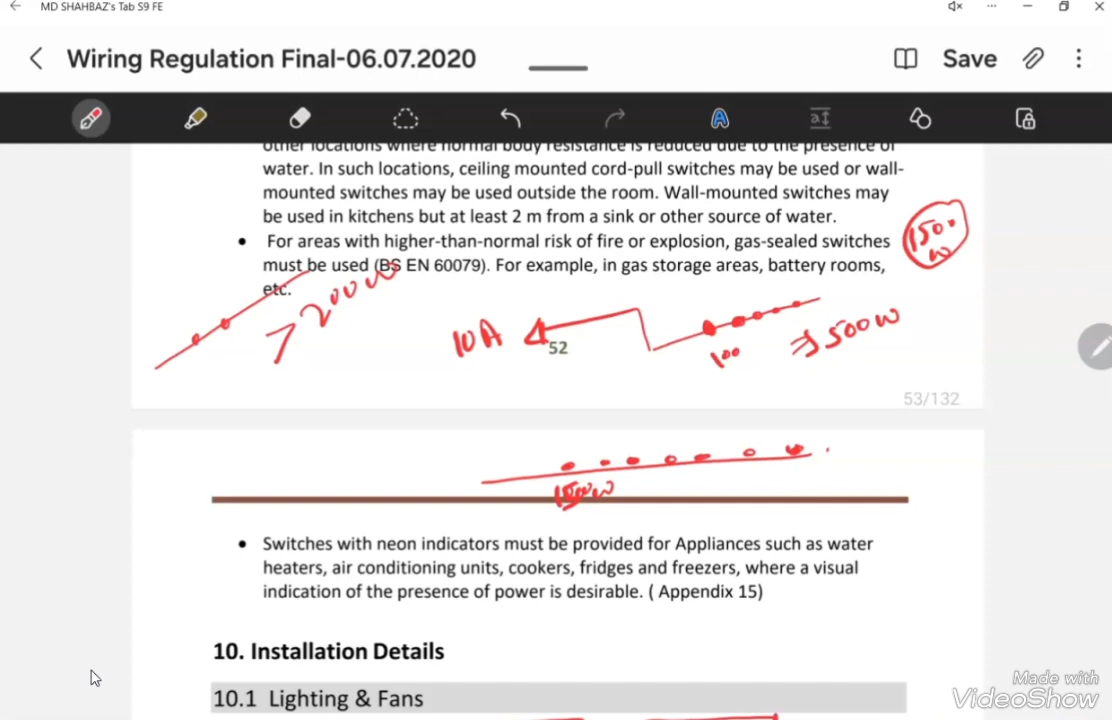 MD SHAHBAZ's Tab S9 FE
Wiring Regulation Final-06.07.2020
Save
other locations where normal body resistance is reduced due to the presence of
water. In such locations, ceiling mounted cord-pull switches may be used or wall-
mounted switches may be used outside the room. Wall-mounted switches may
be used in kitchens but at least 2 m from a sink or other source of water.
• For areas with higher-than-normal risk of fire or explosion, gas-sealed switches
must be used (BS EN 60079). For example, in gas storage areas, battery rooms,
etc.
1500
W
200W
10A
52
100
500W
53/132
1500W
• Switches with neon indicators must be provided for Appliances such as water
heaters, air conditioning units, cookers, fridges and freezers, where a visual
indication of the presence of power is desirable. ( Appendix 15)
10. Installation Details
10.1 Lighting & Fans
Made with
VideoShow